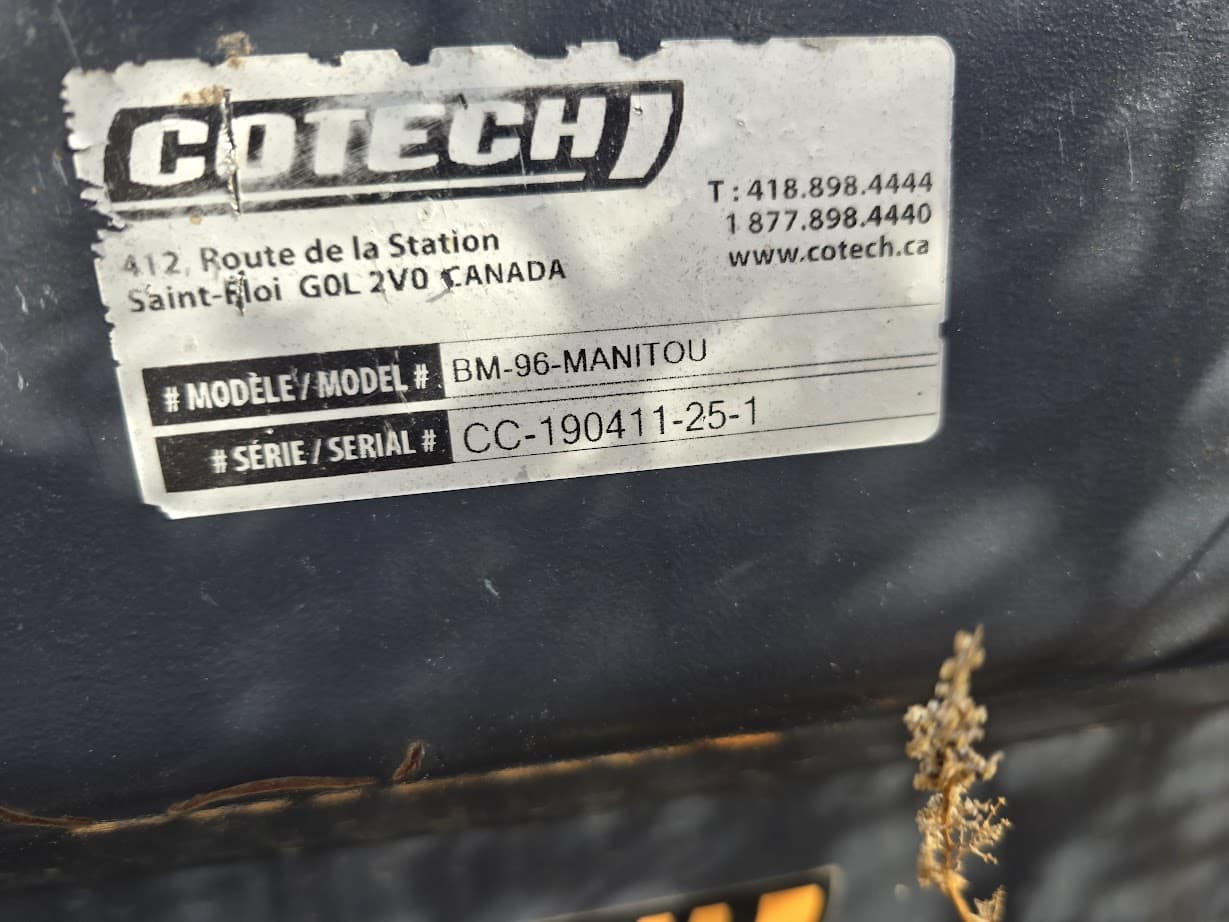 COTECH
T : 418.898.4444
1 877.898.4440
www.cotech.ca
412, Route de la Station
Saint-Éloi G0L 2V0 CANADA
# MODÈLE / MODEL # BM-96-MANITOU
# SÉRIE / SERIAL # CC-190411-25-1